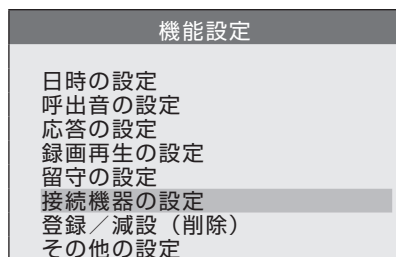 機能設定
日時の設定
呼出音の設定
応答の設定
録画再生の設定
留守の設定
接続機器の設定
登録／減設（削除）
その他の設定